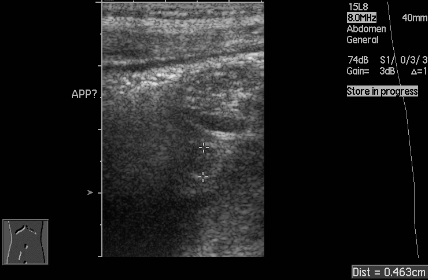 15L8
8.0MHz 40mm
Abdomen
General
74dB S1/ 0/3/3
Gain= 3dB Δ=1
Store in progress
APP?
Dist = 0.463cm